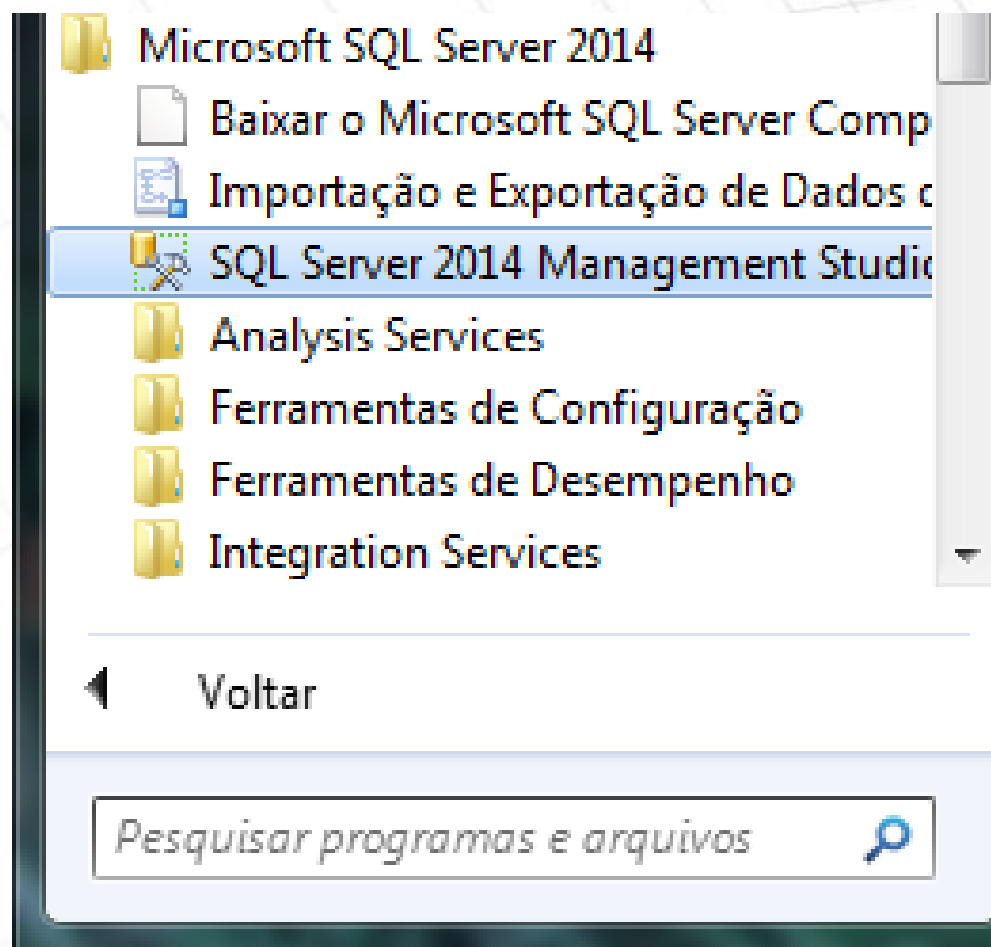 Microsoft SQL Server 2014
Baixar o Microsoft SQL Server Comp
Importação e Exportação de Dados
SQL Server 2014 Management Studio
Analysis Services
Ferramentas de Configuração
Ferramentas de Desempenho
Integration Services
Voltar
Pesquisar programas e arquivos